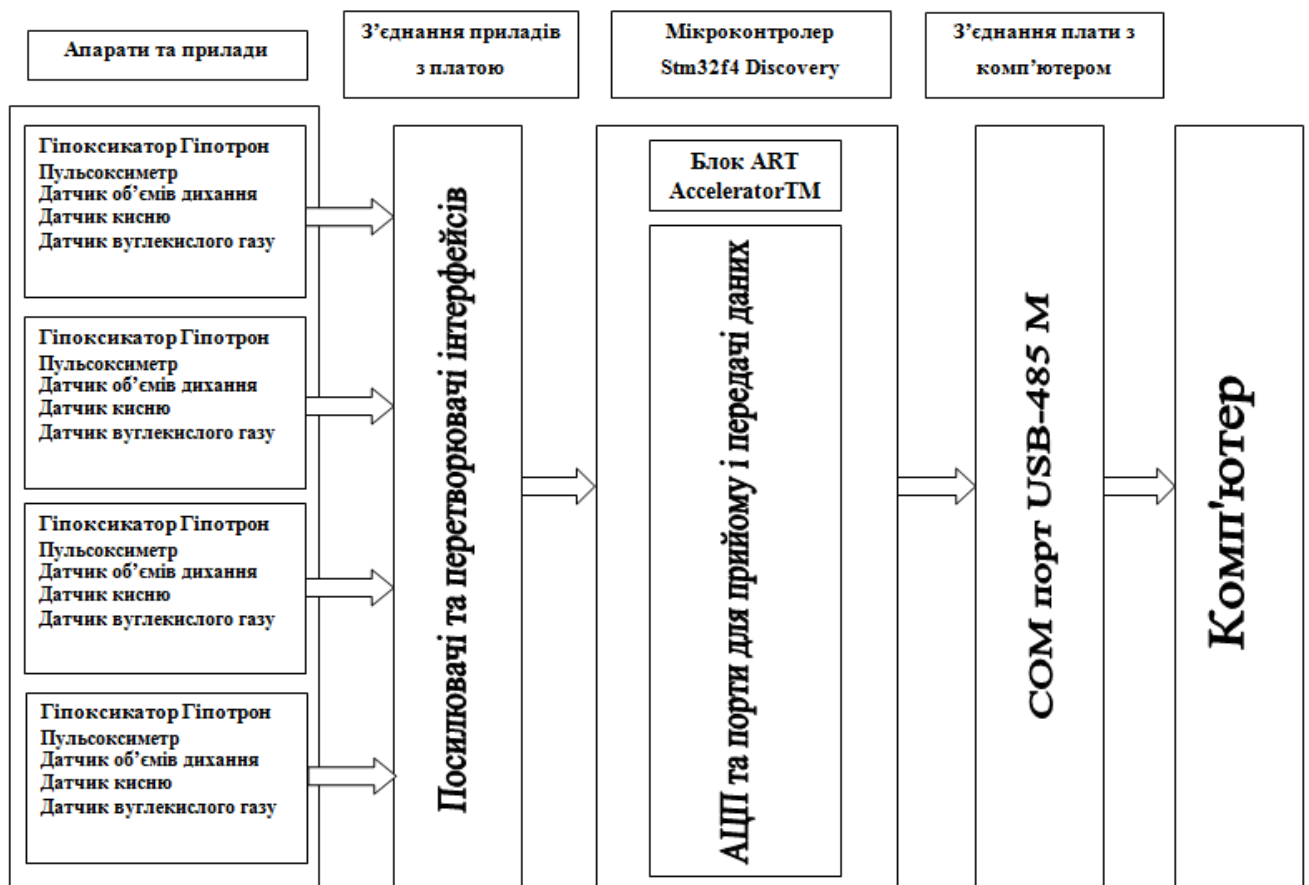 Апарати та прилади
З’єднання приладів
з платою
Мікроконтролер
Stm32f4 Discovery
З’єднання плати з
комп’ютером
Гіпоксикатор Гіпотрон
Пульсоксиметр
Датчик об’ємів дихання
Датчик кисню
Датчик вуглекислого газу
Гіпоксикатор Гіпотрон
Пульсоксиметр
Датчик об’ємів дихання
Датчик кисню
Датчик вуглекислого газу
Гіпоксикатор Гіпотрон
Пульсоксиметр
Датчик об’ємів дихання
Датчик кисню
Датчик вуглекислого газу
Гіпоксикатор Гіпотрон
Пульсоксиметр
Датчик об’ємів дихання
Датчик кисню
Датчик вуглекислого газу
Посилювачі та перетворювачі інтерфейсів
Блок ART
AcceleratorTM
АЦП та порти для прийому і передачі даних
COM порт USB-485 M
Комп'ютер